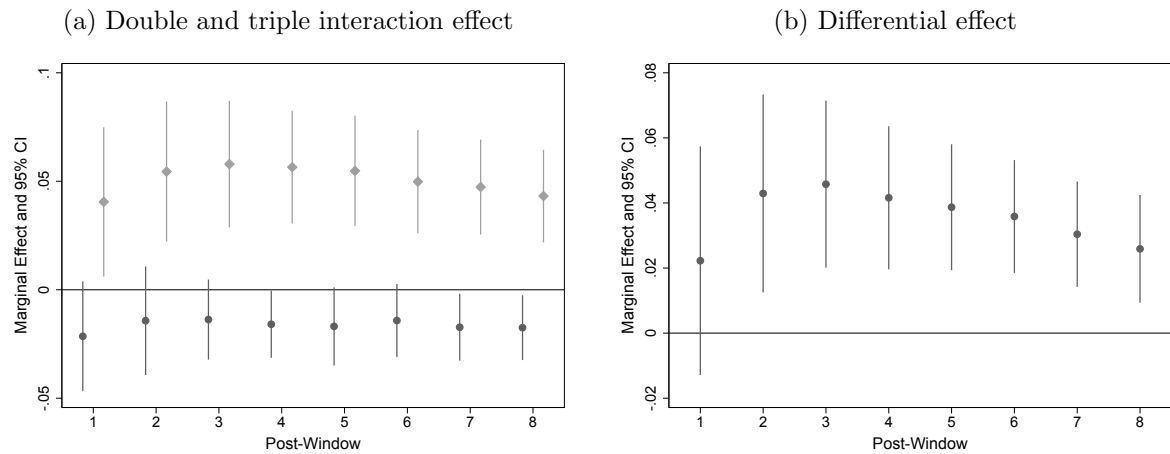 (a) Double and triple interaction effect
Marginal Effect and 95% CI
.1
.05
0
-.05
1 2 3 4 5 6 7 8
Post-Window
(b) Differential effect
Marginal Effect and 95% CI
.08
.06
.04
.02
0
-.02
1 2 3 4 5 6 7 8
Post-Window